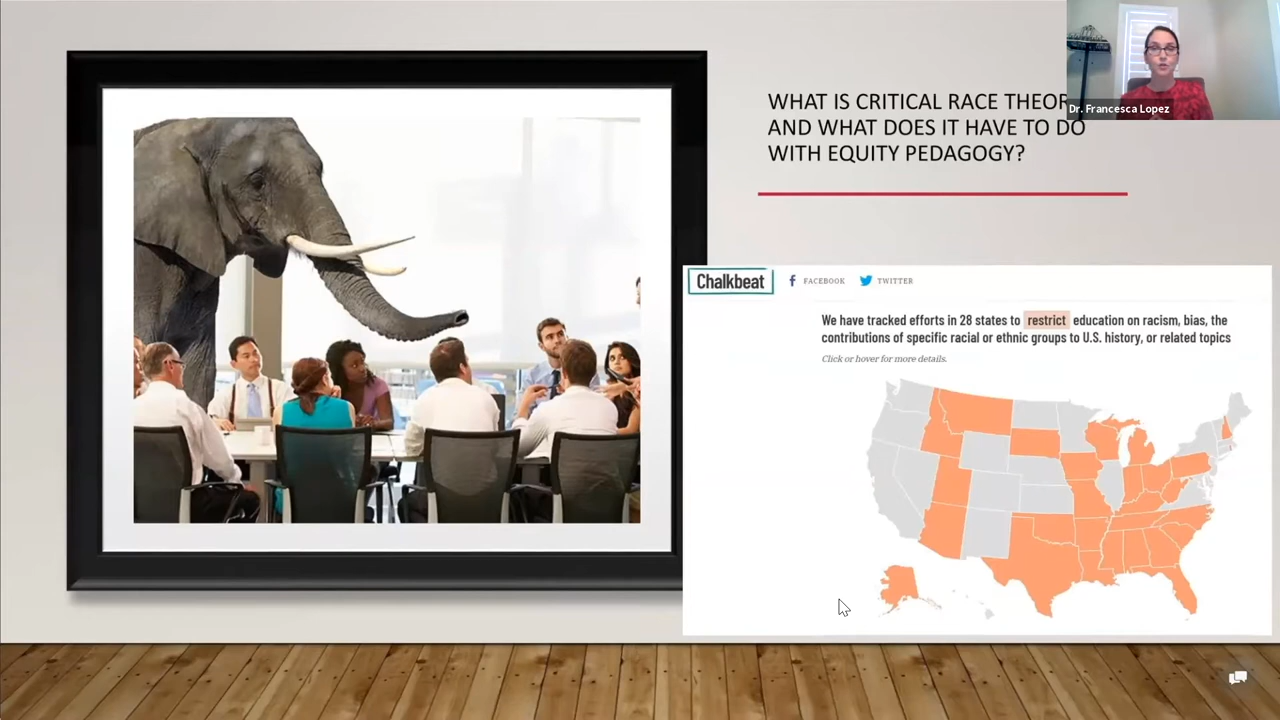 WHAT IS CRITICAL RACE THEOR
AND WHAT DOES IT HAVE TO DO
WITH EQUITY PEDAGOGY?
Dr. Francesca Lopez
Chalkbeat
FACEBOOK
TWITTER
We have tracked efforts in 28 states to restrict education on racism, bias, the
contributions of specific racial or ethnic groups to U.S. history, or related topics
Click or hover for more details.